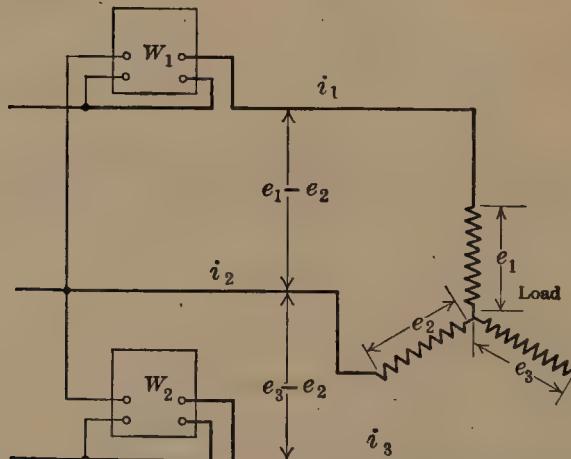 W₁
i₁
e₁ – e₂
e₁
i₂
Load
e₂
e₃
W₂
e₃ – e₂
i₃